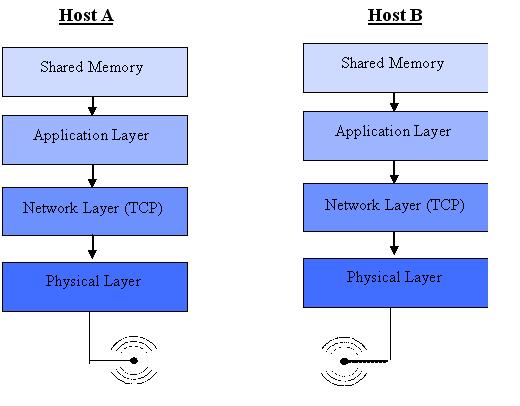 Host A
Shared Memory
Application Layer
Network Layer (TCP)
Physical Layer
Host B
Shared Memory
Application Layer
Network Layer (TCP)
Physical Layer